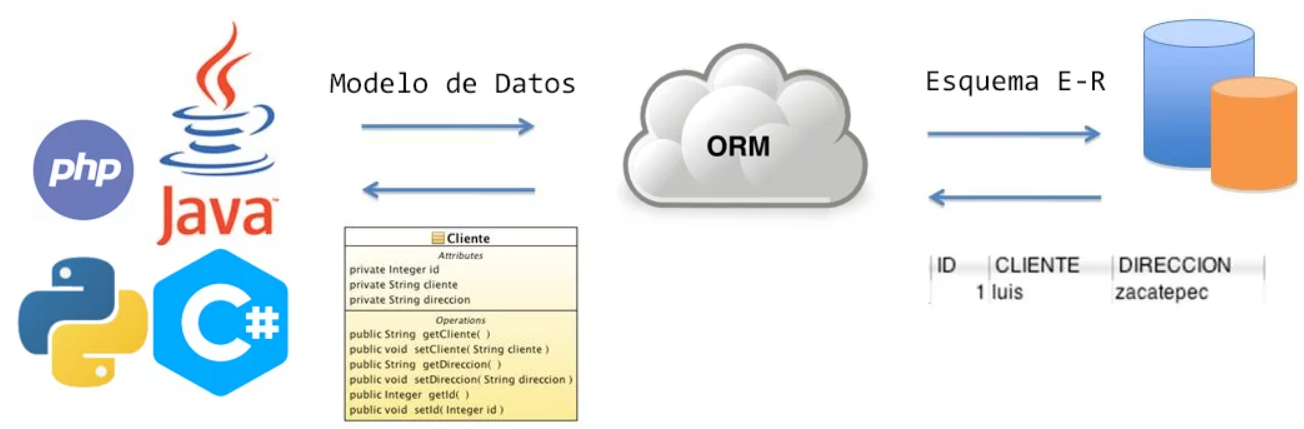 php
Java™
C#
Modelo de Datos
Cliente
Attributes
private Integer id
private String cliente
private String direccion
Operations
public String getCliente( )
public void setCliente( String cliente )
public String getDireccion( )
public void setDireccion( String direccion )
public Integer getId( )
public void setId( Integer id )
ORM
Esquema E-R
ID CLIENTE DIRECCION
1 luis zacatepec